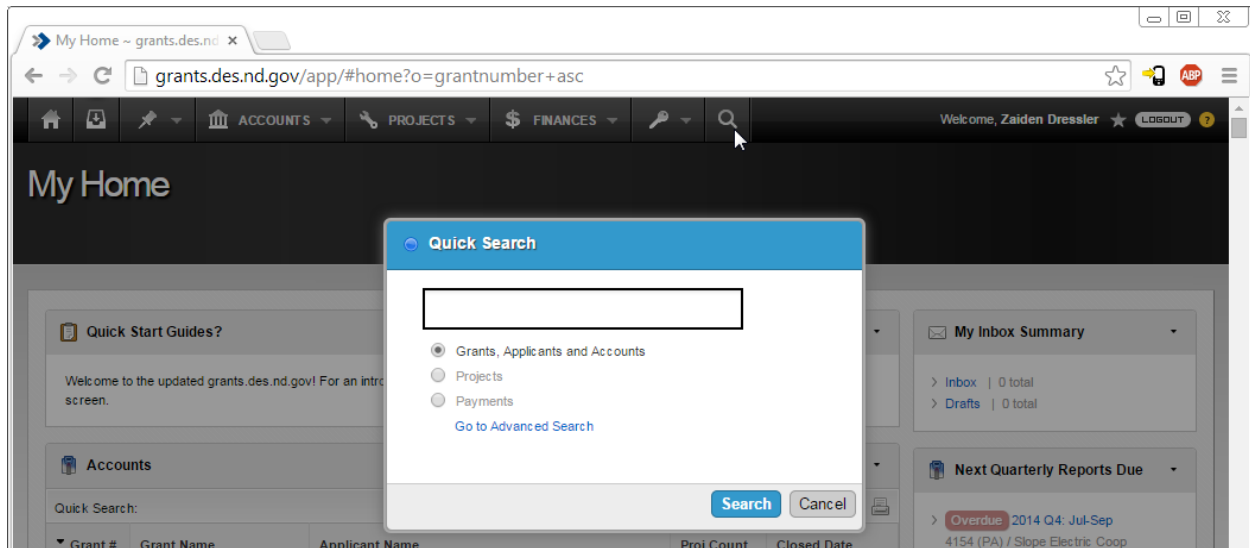 My Home ~ grants.des.nd
grants.des.nd.gov/app/#home?o=grantnumber+asc
ABP
ACCOUNTS PROJECTS $ FINANCES Welcome, Zaiden Dressler LOGOUT ?
My Home
Quick Search
Quick Start Guides?
My Inbox Summary
Grants, Applicants and Accounts
Welcome to the updated grants.des.nd.gov! For an intro
Projects
> Inbox | 0 total
screen.
Payments
> Drafts | 0 total
Go to Advanced Search
Accounts
Next Quarterly Reports Due
Quick Search:
Search Cancel
> Overdue 2014 Q4: Jul-Sep
Grant # Grant Name Applicant Name Proj Count Closed Date
4154 (PA) / Slope Electric Coop